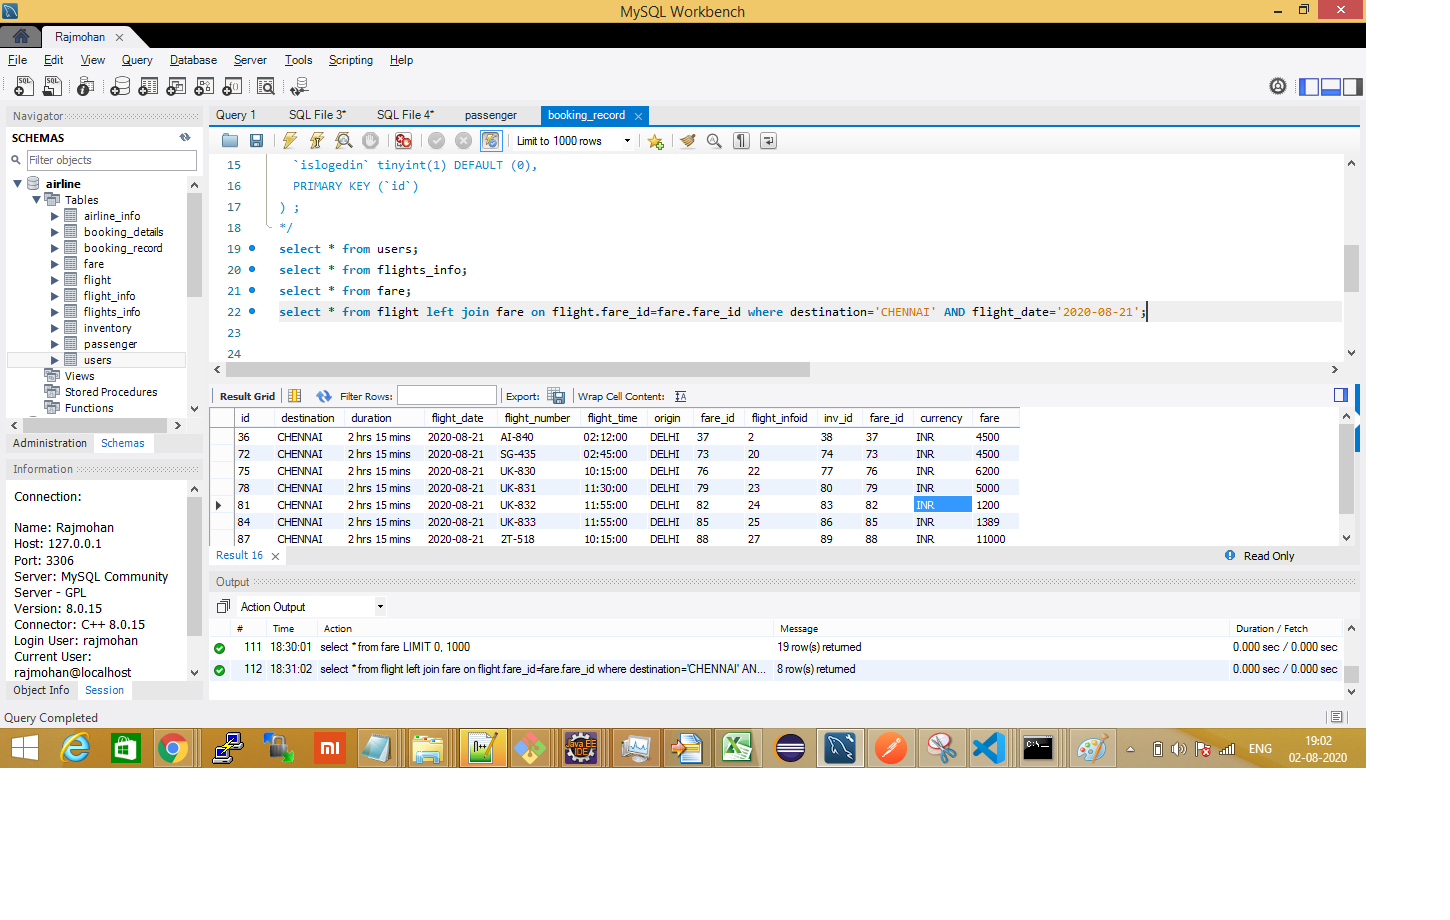 MySQL Workbench
Rajmohan
File Edit View Query Database Server Tools Scripting Help
Navigator
SCHEMAS
Filter objects
airline
Tables
airline_info
booking_details
booking_record
fare
flight
flight_info
flights_info
inventory
passenger
users
Views
Stored Procedures
Functions
Administration Schemas
Information
Connection:
Name: Rajmohan
Host: 127.0.0.1
Port: 3306
Server: MySQL Community
Server - GPL
Version: 8.0.15
Connector: C++ 8.0.15
Login User: rajmohan
Current User:
rajmohan@localhost
Object Info Session
Query 1 SQL File 3* SQL File 4* passenger booking_record
Limit to 1000 rows
15 `islogedin` tinyint(1) DEFAULT (0),
16 PRIMARY KEY (`id`)
17 ) ;
18 */
19 select * from users;
20 select * from flights_info;
21 select * from fare;
22 select * from flight left join fare on flight.fare_id=fare.fare_id where destination='CHENNAI' AND flight_date='2020-08-21';
23
24
Result Grid Filter Rows: Export: Wrap Cell Content:
id destination duration flight_date flight_number flight_time origin fare_id flight_infoid inv_id fare_id currency fare
36 CHENNAI 2 hrs 15 mins 2020-08-21 AI-840 02:12:00 DELHI 37 2 38 37 INR 4500
72 CHENNAI 2 hrs 15 mins 2020-08-21 SG-435 02:45:00 DELHI 73 20 74 73 INR 4500
75 CHENNAI 2 hrs 15 mins 2020-08-21 UK-830 10:15:00 DELHI 76 22 77 76 INR 6200
78 CHENNAI 2 hrs 15 mins 2020-08-21 UK-831 11:30:00 DELHI 79 23 80 79 INR 5000
81 CHENNAI 2 hrs 15 mins 2020-08-21 UK-832 11:55:00 DELHI 82 24 83 82 INR 1200
84 CHENNAI 2 hrs 15 mins 2020-08-21 UK-833 11:55:00 DELHI 85 25 86 85 INR 1389
87 CHENNAI 2 hrs 15 mins 2020-08-21 2T-518 10:15:00 DELHI 88 27 89 88 INR 11000
Result 16 Read Only
Output
Action Output
# Time Action Message Duration / Fetch
111 18:30:01 select * from fare LIMIT 0, 1000 19 row(s) returned 0.000 sec / 0.000 sec
112 18:31:02 select * from flight left join fare on flight.fare_id=fare.fare_id where destination='CHENNAI' AN... 8 row(s) returned 0.000 sec / 0.000 sec
Query Completed
ENG
19:02
02-08-2020